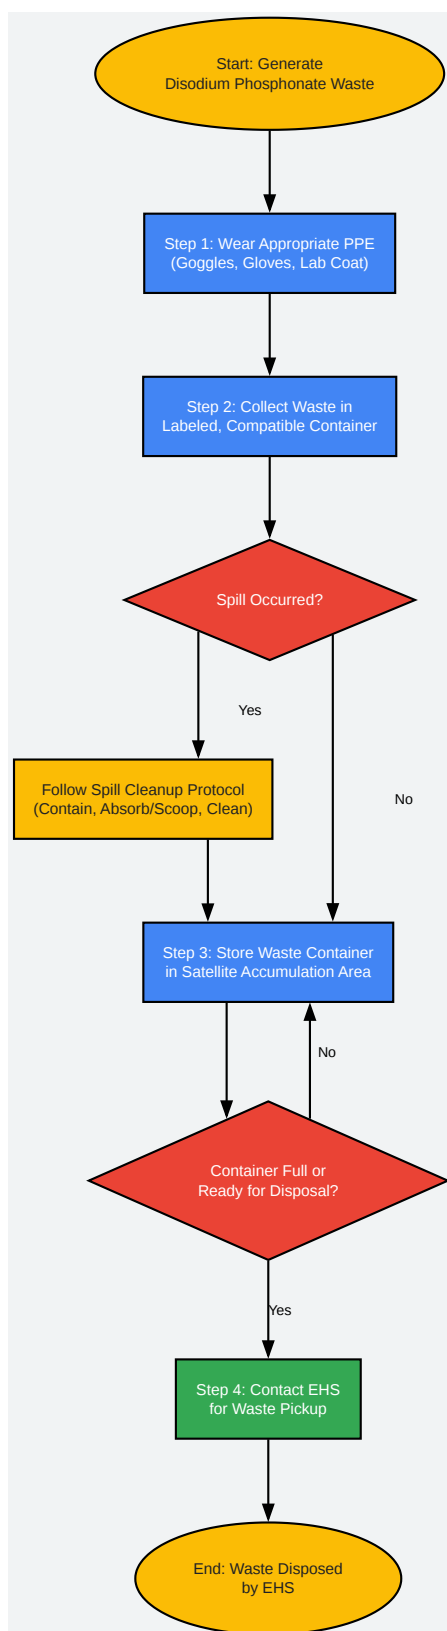 Start: Generate
Disodium Phosphonate Waste
Step 1: Wear Appropriate PPE
(Goggles, Gloves, Lab Coat)
Step 2: Collect Waste in
Labeled, Compatible Container
Spill Occurred?
Yes
Follow Spill Cleanup Protocol
(Contain, Absorb/Scoop, Clean)
No
Step 3: Store Waste Container
in Satellite Accumulation Area
No
Container Full or
Ready for Disposal?
Yes
Step 4: Contact EHS
for Waste Pickup
End: Waste Disposed
by EHS